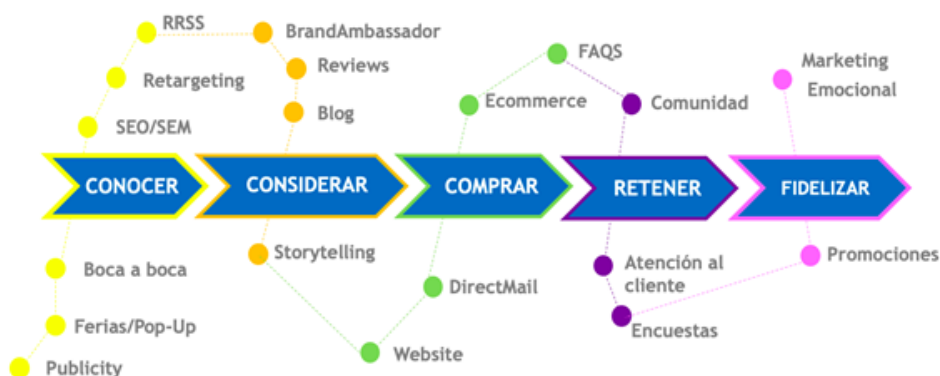 RRSS
BrandAmbassador
FAQS
Reviews
Marketing
Emocional
Retargeting
Blog
Ecommerce
Comunidad
SEO/SEM
CONOCER
CONSIDERAR
COMPRAR
RETENER
FIDELIZAR
Storytelling
Promociones
Boca a boca
Atención al
cliente
DirectMail
Ferias/Pop-Up
Encuestas
Website
Publicity